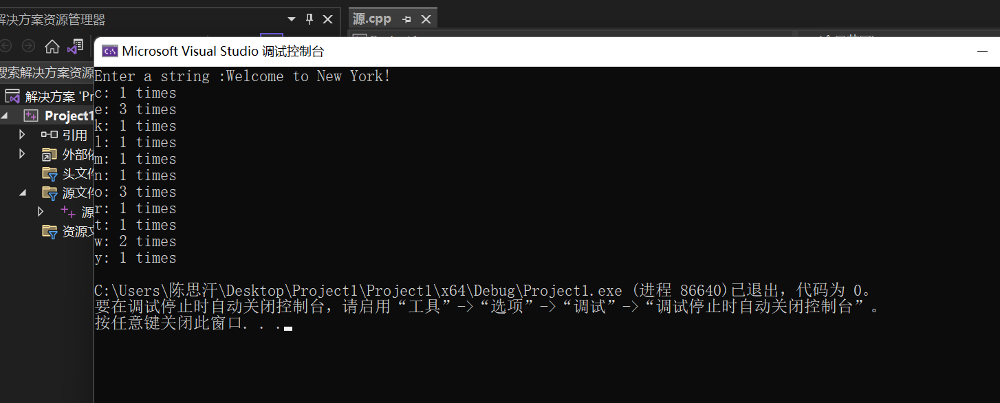 解决方案资源管理器
源.cpp
Microsoft Visual Studio 调试控制台
搜索解决方案资源
解决方案 'Pr
Project1
引用
外部依
头文件
源文件
源
资源文
Enter a string :Welcome to New York!
c: 1 times
e: 3 times
k: 1 times
l: 1 times
m: 1 times
n: 1 times
o: 3 times
r: 1 times
t: 1 times
w: 2 times
y: 1 times
C:\Users\陈思汗\Desktop\Project1\Project1\x64\Debug\Project1.exe (进程 86640)已退出，代码为 0。
要在调试停止时自动关闭控制台，请启用“工具”->“选项”->“调试”->“调试停止时自动关闭控制台”。
按任意键关闭此窗口. . .